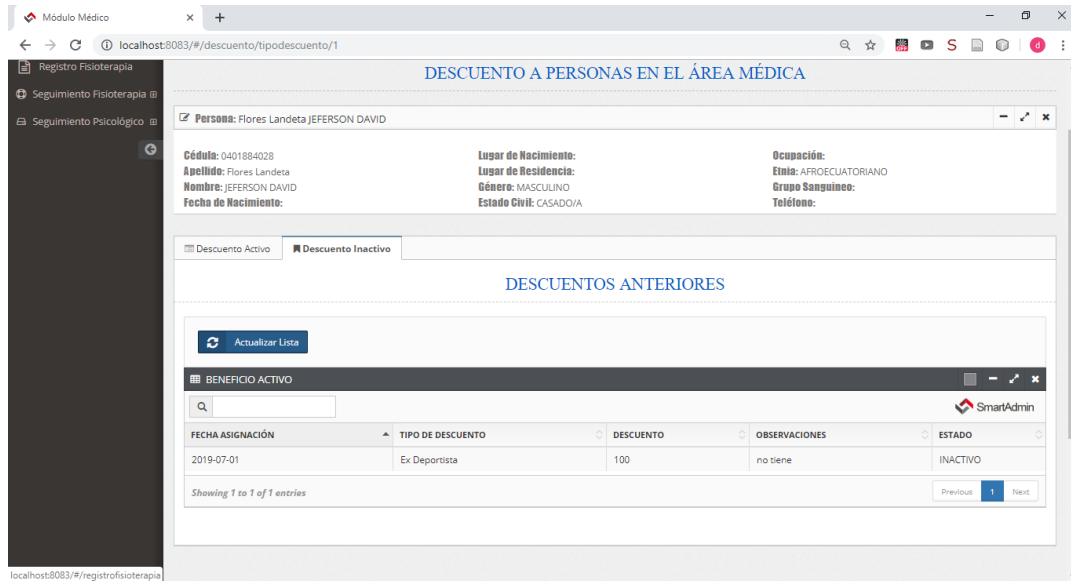 Módulo Médico
localhost:8083/#/descuento/tipodescuento/1
OFF
S
d
Registro Fisioterapia
Seguimiento Fisioterapia
Seguimiento Psicológico
DESCUENTO A PERSONAS EN EL ÁREA MÉDICA
Persona: Flores Landeta JEFERSON DAVID
Cédula: 0401884028 Lugar de Nacimiento: Ocupación:
Apellido: Flores Landeta Lugar de Residencia: Etnia: AFROECUATORIANO
Nombre: JEFERSON DAVID Género: MASCULINO Grupo Sanguineo:
Fecha de Nacimiento: Estado Civil: CASADO/A Teléfono:
Descuento Activo Descuento Inactivo
DESCUENTOS ANTERIORES
Actualizar Lista
BENEFICIO ACTIVO
SmartAdmin
FECHA ASIGNACIÓN TIPO DE DESCUENTO DESCUENTO OBSERVACIONES ESTADO
2019-07-01 Ex Deportista 100 no tiene INACTIVO
Showing 1 to 1 of 1 entries Previous 1 Next
localhost:8083/#/registrofisioterapia